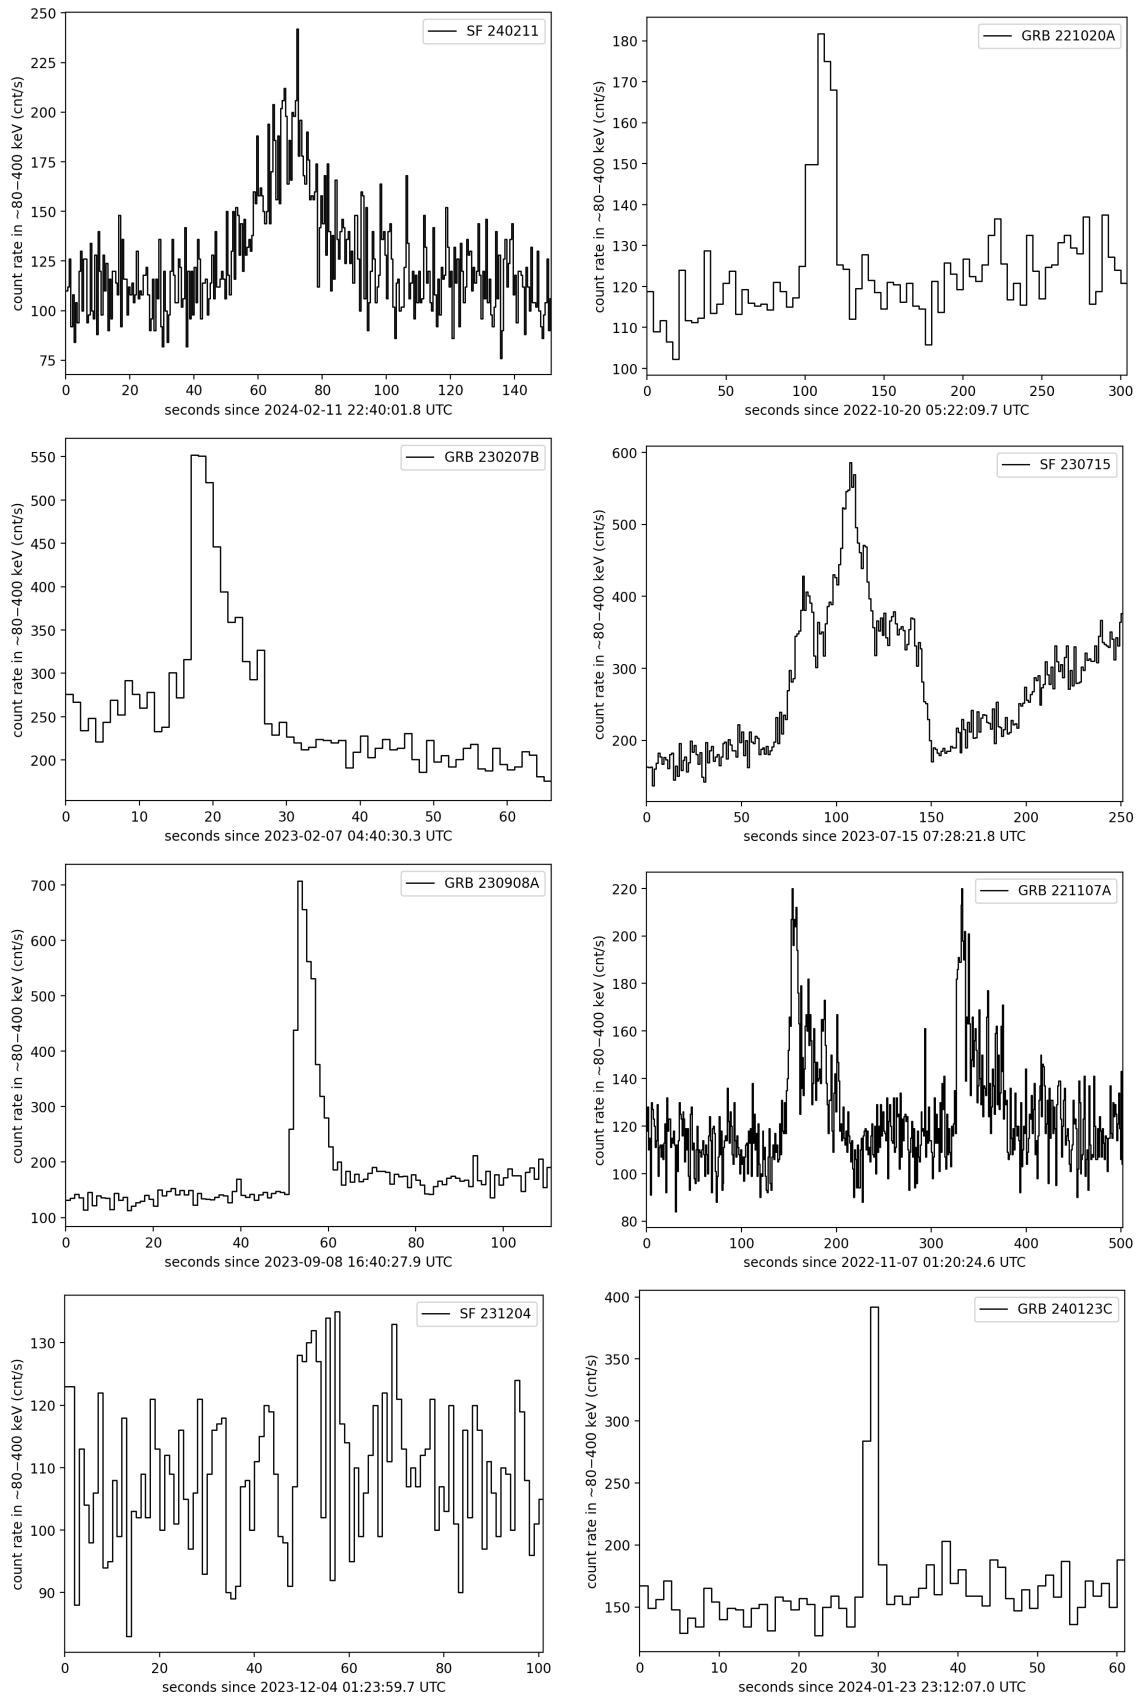 SF 240211
count rate in ~80−400 keV (cnt/s)
250
225
200
175
150
125
100
75
0 20 40 60 80 100 120 140
seconds since 2024-02-11 22:40:01.8 UTC
GRB 221020A
count rate in ~80−400 keV (cnt/s)
180
170
160
150
140
130
120
110
100
0 50 100 150 200 250 300
seconds since 2022-10-20 05:22:09.7 UTC
GRB 230207B
count rate in ~80−400 keV (cnt/s)
550
500
450
400
350
300
250
200
0 10 20 30 40 50 60
seconds since 2023-02-07 04:40:30.3 UTC
SF 230715
count rate in ~80−400 keV (cnt/s)
600
500
400
300
200
0 50 100 150 200 250
seconds since 2023-07-15 07:28:21.8 UTC
GRB 230908A
count rate in ~80−400 keV (cnt/s)
700
600
500
400
300
200
100
0 20 40 60 80 100
seconds since 2023-09-08 16:40:27.9 UTC
GRB 221107A
count rate in ~80−400 keV (cnt/s)
220
200
180
160
140
120
100
80
0 100 200 300 400 500
seconds since 2022-11-07 01:20:24.6 UTC
SF 231204
count rate in ~80−400 keV (cnt/s)
130
120
110
100
90
0 20 40 60 80 100
seconds since 2023-12-04 01:23:59.7 UTC
GRB 240123C
count rate in ~80−400 keV (cnt/s)
400
350
300
250
200
150
0 10 20 30 40 50 60
seconds since 2024-01-23 23:12:07.0 UTC